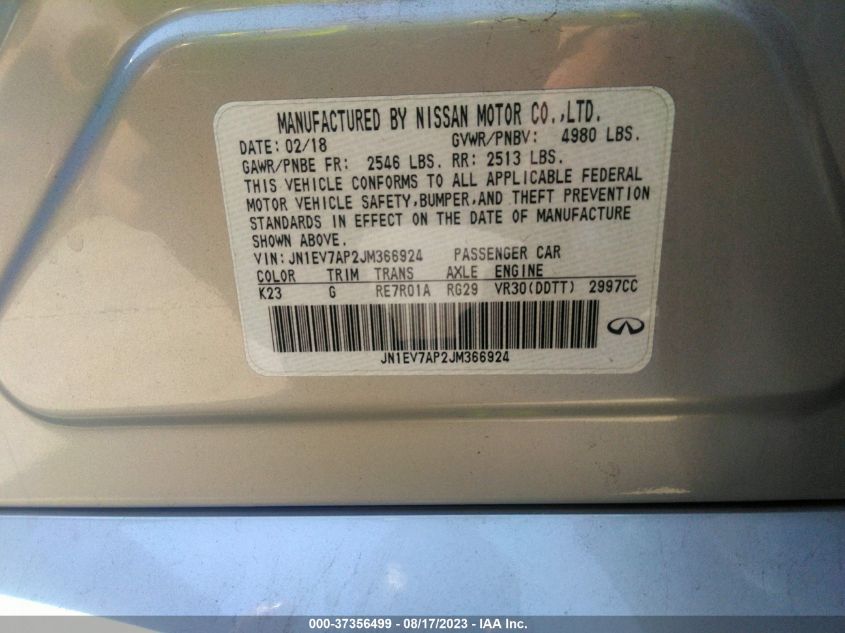 MANUFACTURED BY NISSAN MOTOR CO.,LTD.
DATE: 02/18 GVWR/PNBV: 4980 LBS.
GAWR/PNBE FR: 2546 LBS. RR: 2513 LBS.
THIS VEHICLE CONFORMS TO ALL APPLICABLE FEDERAL
MOTOR VEHICLE SAFETY,BUMPER,AND THEFT PREVENTION
STANDARDS IN EFFECT ON THE DATE OF MANUFACTURE
SHOWN ABOVE.
VIN: JN1EV7AP2JM366924 PASSENGER CAR
COLOR TRIM TRANS AXLE ENGINE
K23 G RE7R01A RG29 VR30(DDTT) 2997CC
JN1EV7AP2JM366924
000-37356499 - 08/17/2023 - IAA Inc.